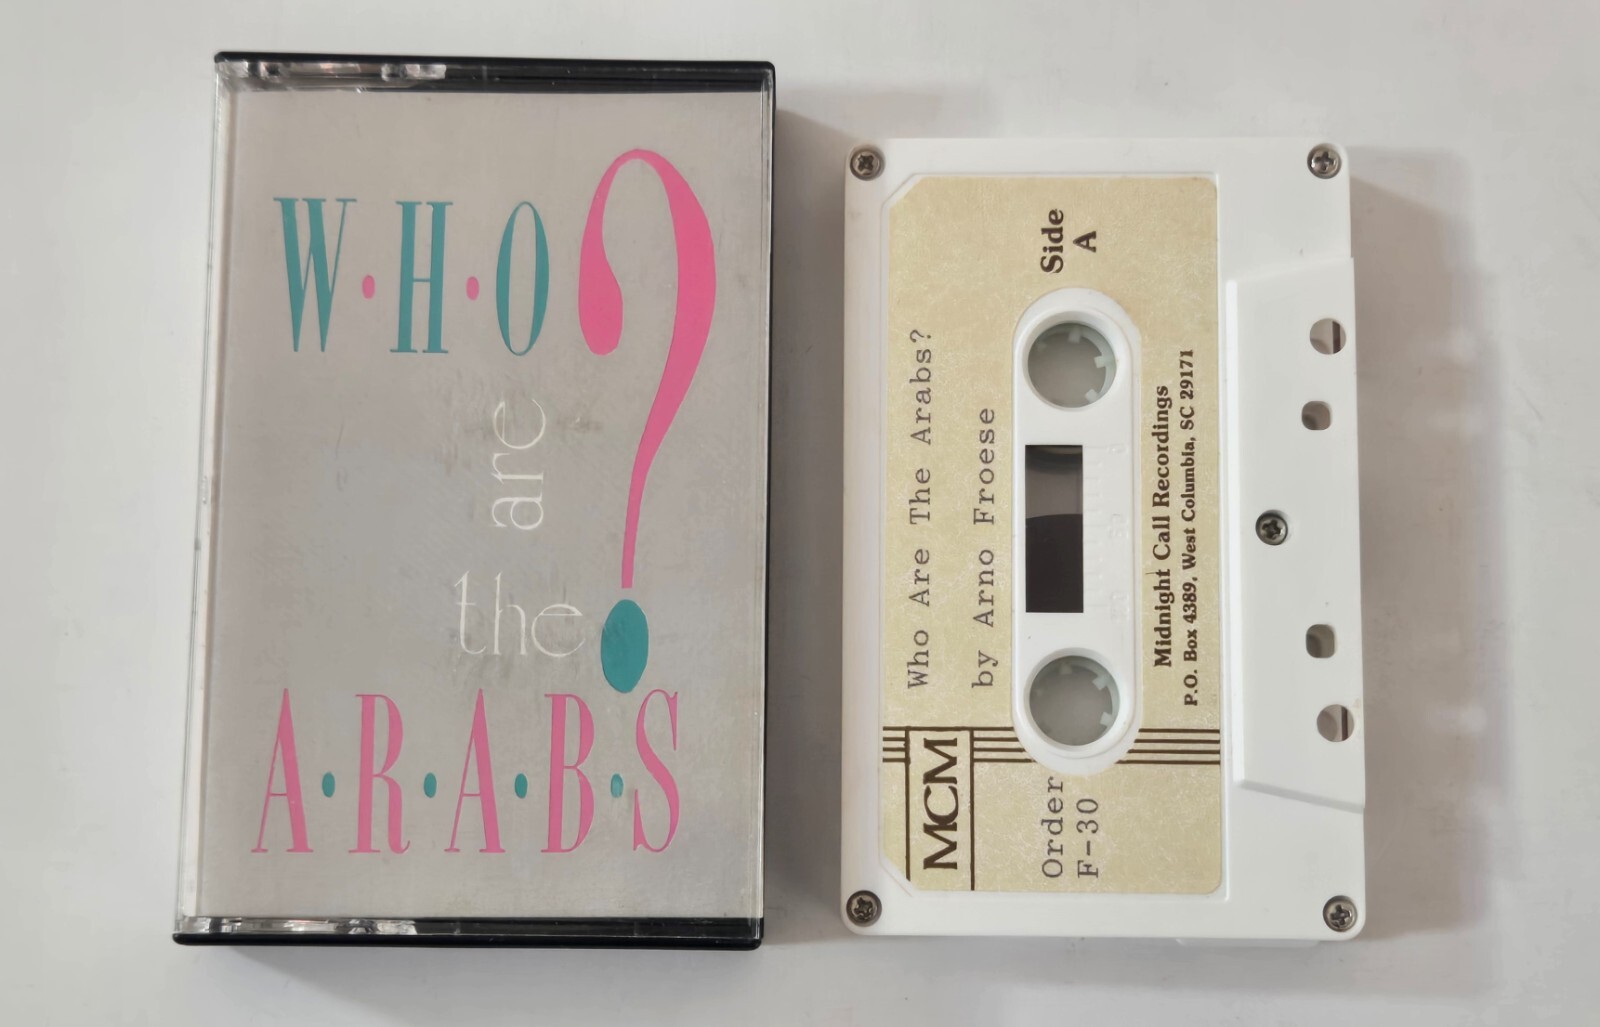 W·H·O?
are
the
A·R·A·B·S
Side
A
Who Are The Arabs?
by Arno Froese
Midnight Call Recordings
P.O. Box 4389, West Columbia, SC 29171
MCM
Order
F-30